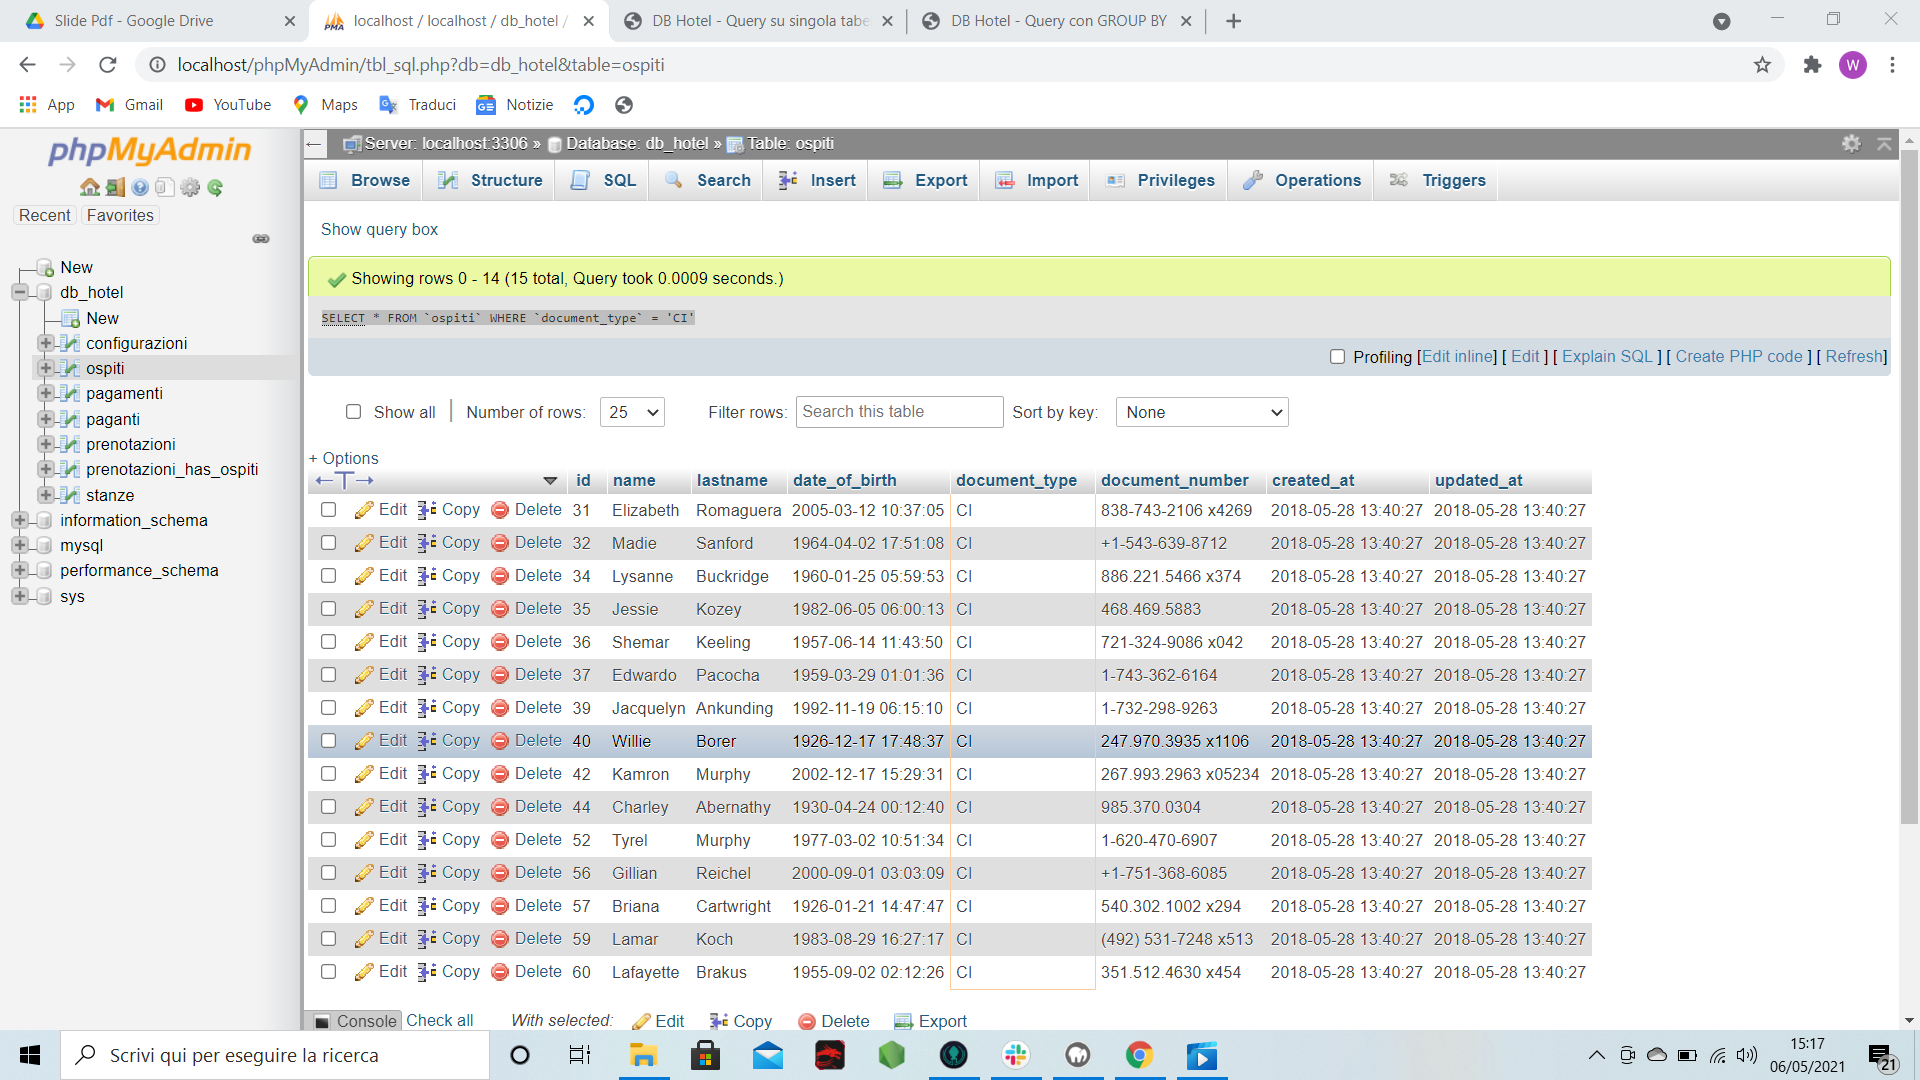 Slide Pdf - Google Drive
localhost / localhost / db_hotel /
DB Hotel - Query su singola tabe
DB Hotel - Query con GROUP BY
localhost/phpMyAdmin/tbl_sql.php?db=db_hotel&table=ospiti
W
App Gmail YouTube Maps Traduci Notizie
phpMyAdmin
Recent Favorites
New
db_hotel
New
configurazioni
ospiti
pagamenti
paganti
prenotazioni
prenotazioni_has_ospiti
stanze
information_schema
mysql
performance_schema
sys
Server: localhost:3306 » Database: db_hotel » Table: ospiti
Browse Structure SQL Search Insert Export Import Privileges Operations Triggers
Show query box
Showing rows 0 - 14 (15 total, Query took 0.0009 seconds.)
SELECT * FROM `ospiti` WHERE `document_type` = 'CI'
Profiling [Edit inline] [ Edit ] [ Explain SQL ] [ Create PHP code ] [ Refresh]
Show all Number of rows: 25 Filter rows: Search this table Sort by key: None
+ Options
←T→ id name lastname date_of_birth document_type document_number created_at updated_at
Edit Copy Delete 31 Elizabeth Romaguera 2005-03-12 10:37:05 CI 838-743-2106 x4269 2018-05-28 13:40:27 2018-05-28 13:40:27
Edit Copy Delete 32 Madie Sanford 1964-04-02 17:51:08 CI +1-543-639-8712 2018-05-28 13:40:27 2018-05-28 13:40:27
Edit Copy Delete 34 Lysanne Buckridge 1960-01-25 05:59:53 CI 886.221.5466 x374 2018-05-28 13:40:27 2018-05-28 13:40:27
Edit Copy Delete 35 Jessie Kozey 1982-06-05 06:00:13 CI 468.469.5883 2018-05-28 13:40:27 2018-05-28 13:40:27
Edit Copy Delete 36 Shemar Keeling 1957-06-14 11:43:50 CI 721-324-9086 x042 2018-05-28 13:40:27 2018-05-28 13:40:27
Edit Copy Delete 37 Edwardo Pacocha 1959-03-29 01:01:36 CI 1-743-362-6164 2018-05-28 13:40:27 2018-05-28 13:40:27
Edit Copy Delete 39 Jacquelyn Ankunding 1992-11-19 06:15:10 CI 1-732-298-9263 2018-05-28 13:40:27 2018-05-28 13:40:27
Edit Copy Delete 40 Willie Borer 1926-12-17 17:48:37 CI 247.970.3935 x1106 2018-05-28 13:40:27 2018-05-28 13:40:27
Edit Copy Delete 42 Kamron Murphy 2002-12-17 15:29:31 CI 267.993.2963 x05234 2018-05-28 13:40:27 2018-05-28 13:40:27
Edit Copy Delete 44 Charley Abernathy 1930-04-24 00:12:40 CI 985.370.0304 2018-05-28 13:40:27 2018-05-28 13:40:27
Edit Copy Delete 52 Tyrel Murphy 1977-03-02 10:51:34 CI 1-620-470-6907 2018-05-28 13:40:27 2018-05-28 13:40:27
Edit Copy Delete 56 Gillian Reichel 2000-09-01 03:03:09 CI +1-751-368-6085 2018-05-28 13:40:27 2018-05-28 13:40:27
Edit Copy Delete 57 Briana Cartwright 1926-01-21 14:47:47 CI 540.302.1002 x294 2018-05-28 13:40:27 2018-05-28 13:40:27
Edit Copy Delete 59 Lamar Koch 1983-08-29 16:27:17 CI (492) 531-7248 x513 2018-05-28 13:40:27 2018-05-28 13:40:27
Edit Copy Delete 60 Lafayette Brakus 1955-09-02 02:12:26 CI 351.512.4630 x454 2018-05-28 13:40:27 2018-05-28 13:40:27
Console Check all With selected: Edit Copy Delete Export
Scrivi qui per eseguire la ricerca
15:17
06/05/2021
21